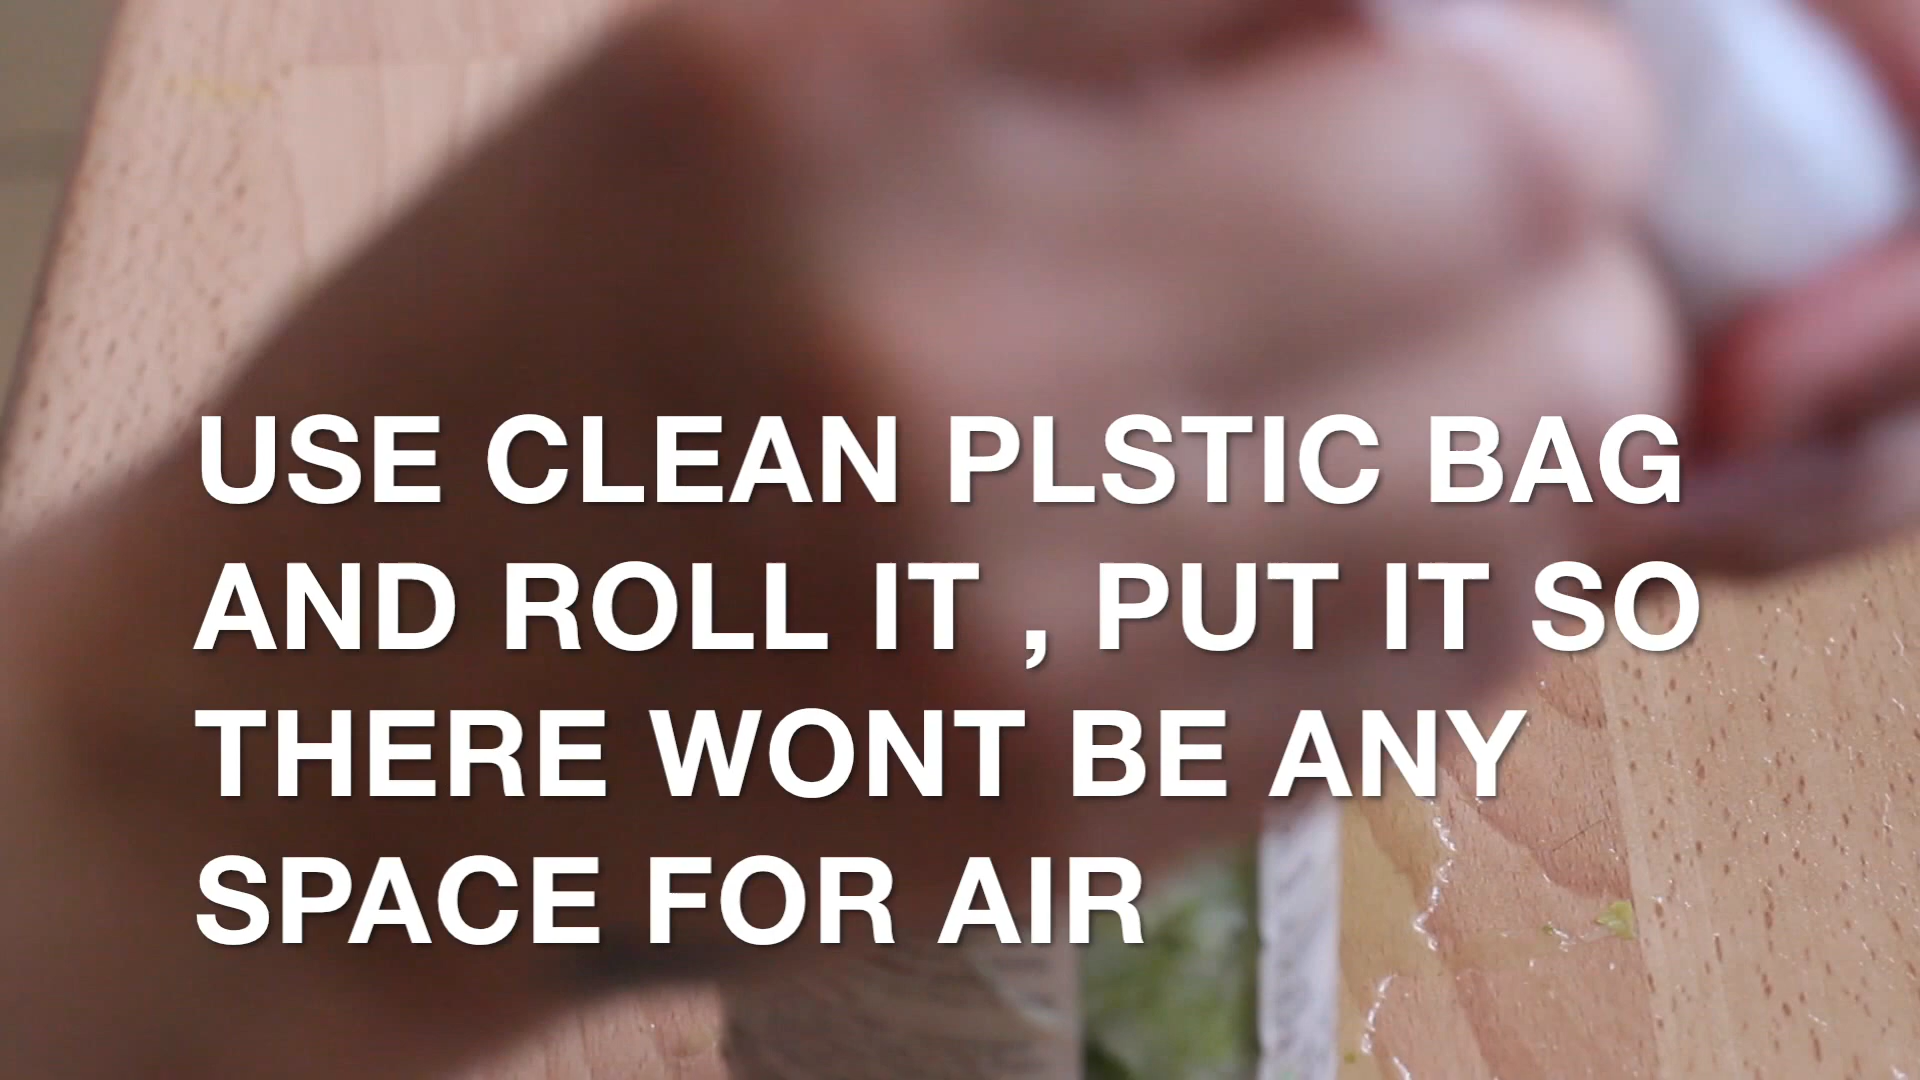 USE CLEAN PLSTIC BAG
AND ROLL IT , PUT IT SO
THERE WONT BE ANY
SPACE FOR AIR